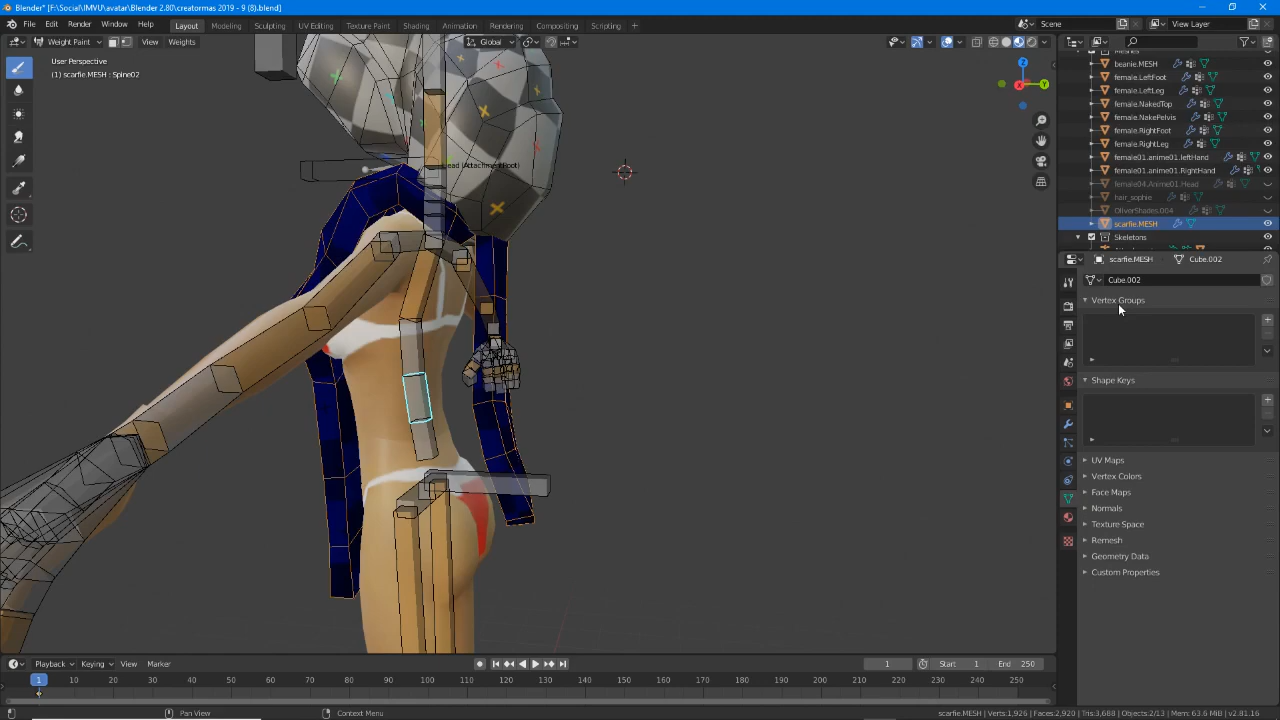 Blender* [F:\Social\IMVU\avatar\Blender 2.80\creatormas 2019 - 9 (8).blend]
File Edit Render Window Help Layout Modeling Sculpting UV Editing Texture Paint Shading Animation Rendering Compositing Scripting + Scene View Layer
Weight Paint View Weights Global
User Perspective
(1) scarfie.MESH : Spine02
beanie.MESH
female.LeftFoot
female.LeftLeg
female.NakedTop
female.NakePelvis
female.RightFoot
female.RightLeg
female01.anime01.leftHand
female01.anime01.RightHand
female04.Anime01.Head
hair_sophie
OliverShades.004
scarfie.MESH
Skeletons
scarfie.MESH Cube.002
Cube.002
Vertex Groups
Shape Keys
UV Maps
Vertex Colors
Face Maps
Normals
Texture Space
Remesh
Geometry Data
Custom Properties
Playback Keying View Marker 1 Start 1 End 250
1 10 20 30 40 50 60 70 80 90 100 110 120 130 140 150 160 170 180 190 200 210 220 230 240 250
Pan View Context Menu scarfie.MESH | Verts:1,926 | Faces:2,920 | Tris:3,688 | Objects:2/13 | Mem: 63.6 MiB | v2.81.16